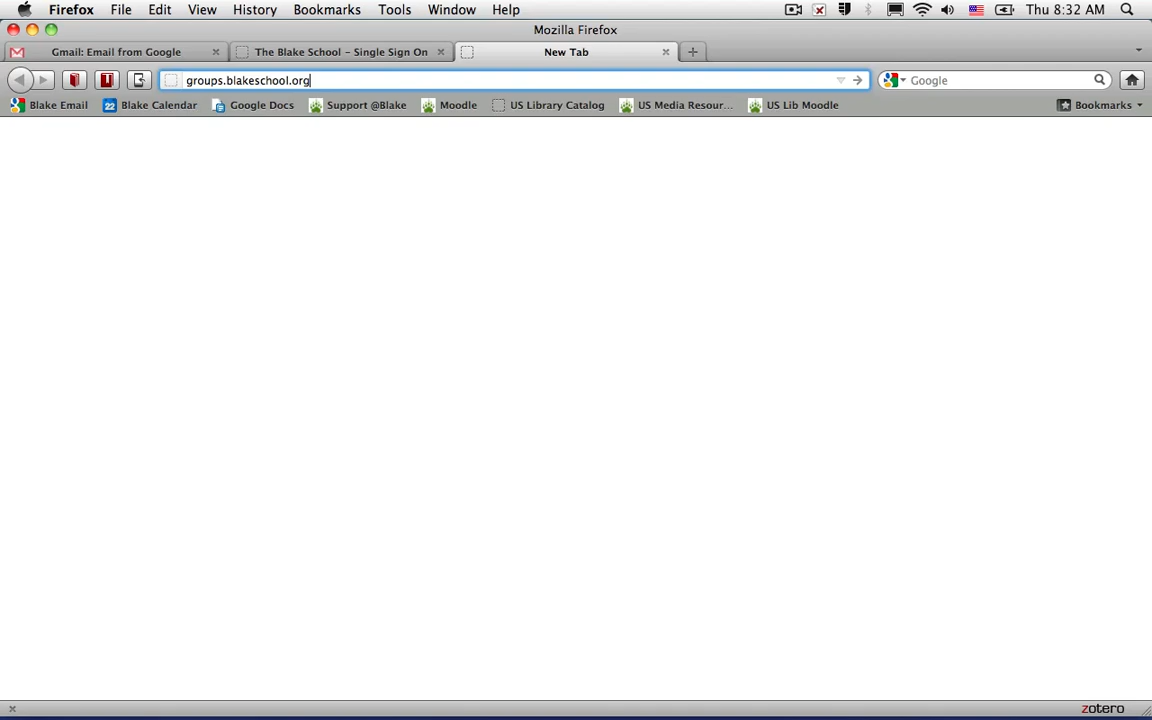 Firefox File Edit View History Bookmarks Tools Window Help Thu 8:32 AM
Mozilla Firefox
Gmail: Email from Google The Blake School – Single Sign On New Tab
groups.blakeschool.org Google
Blake Email 22 Blake Calendar Google Docs Support @Blake Moodle US Library Catalog US Media Resour... US Lib Moodle Bookmarks
zotero